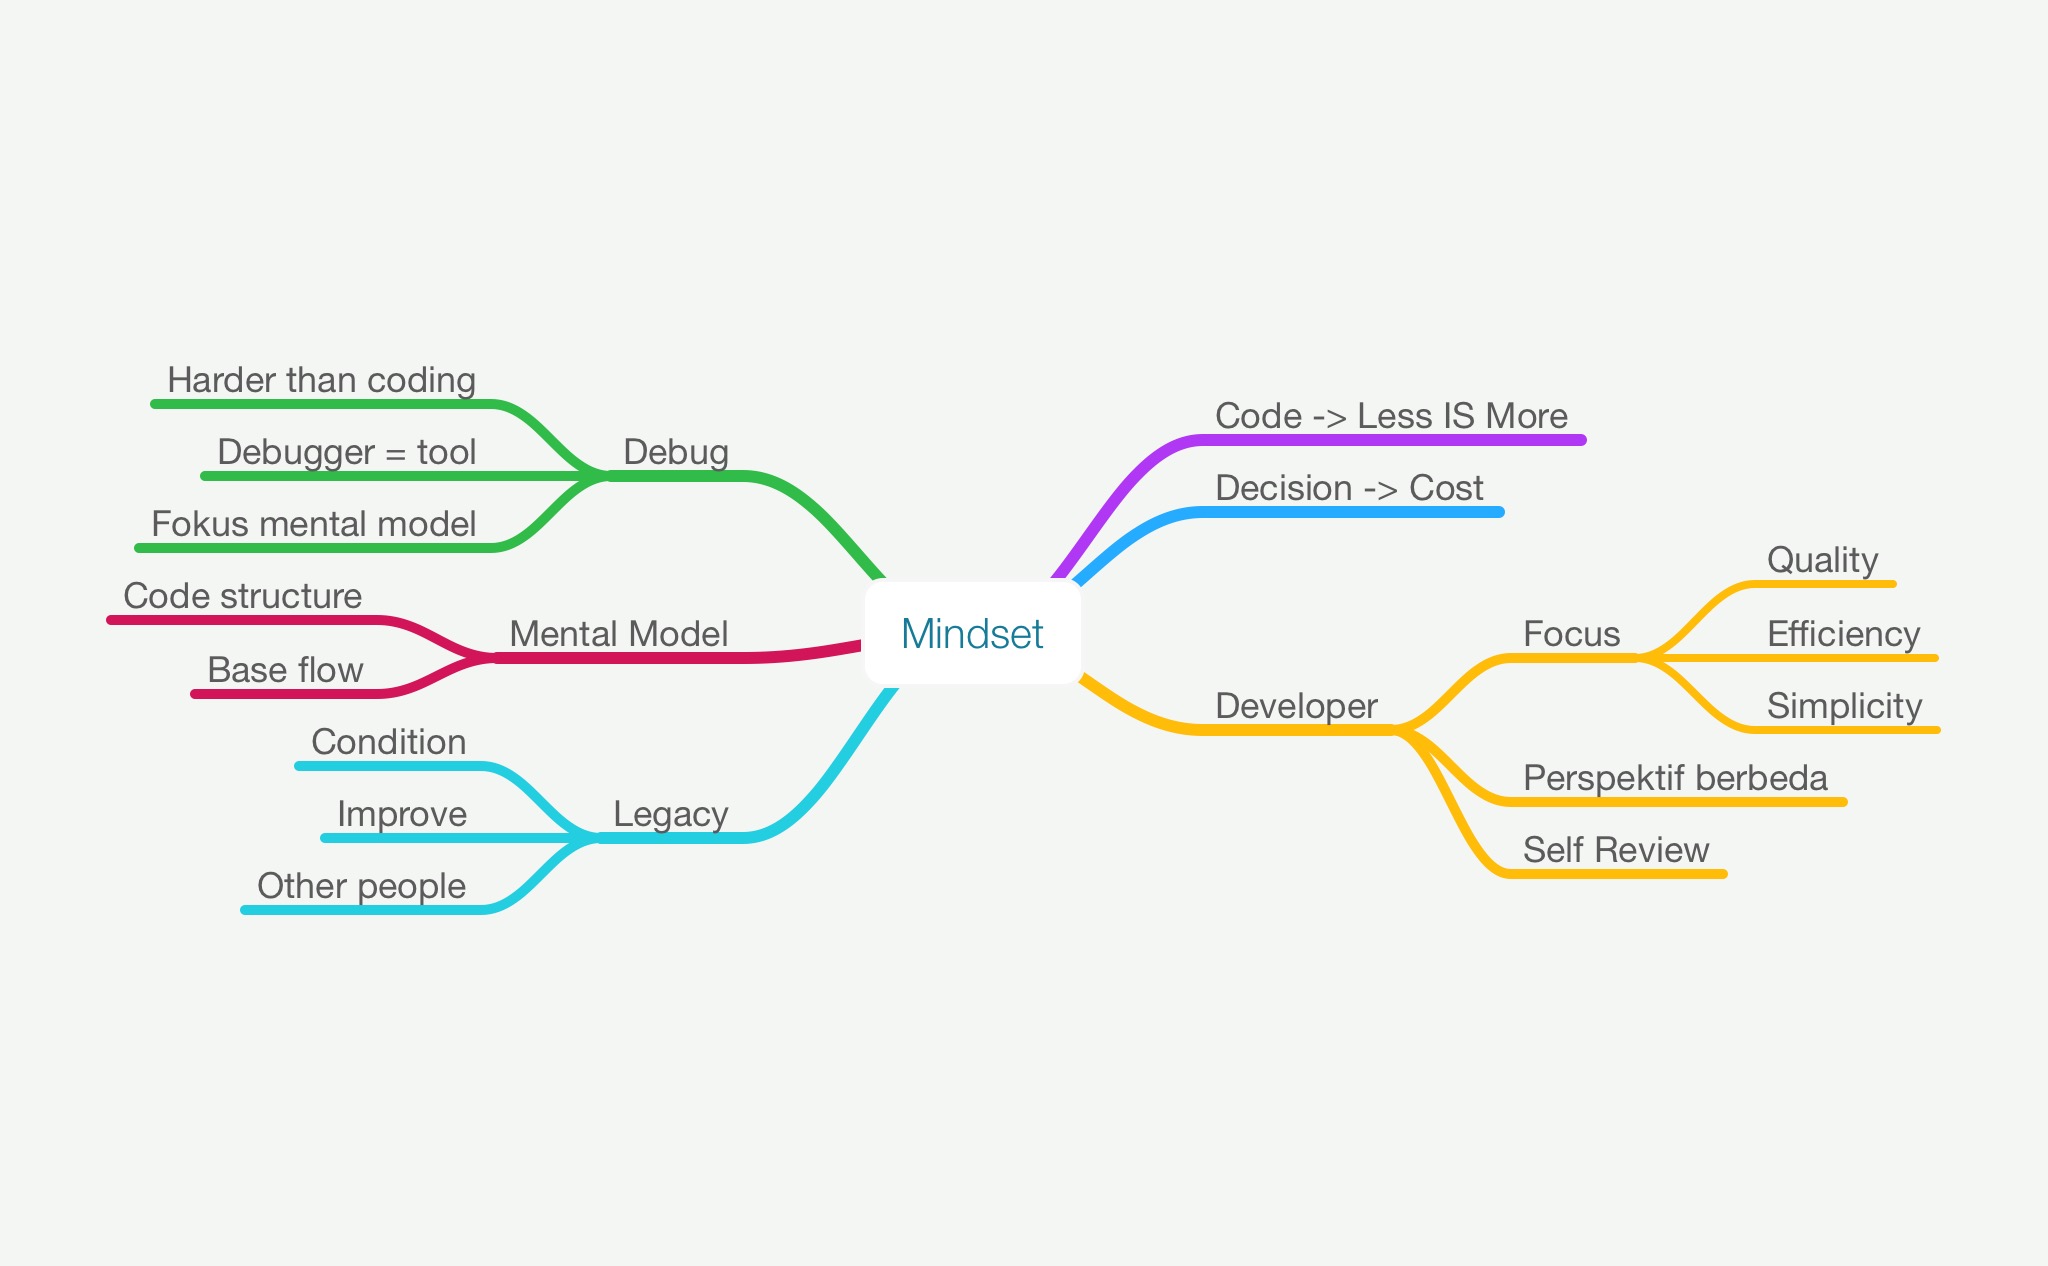 Mindset
Code -> Less IS More
Decision -> Cost
Developer
Focus
Quality
Efficiency
Simplicity
Perspektif berbeda
Self Review
Debug
Harder than coding
Debugger = tool
Fokus mental model
Mental Model
Code structure
Base flow
Legacy
Condition
Improve
Other people